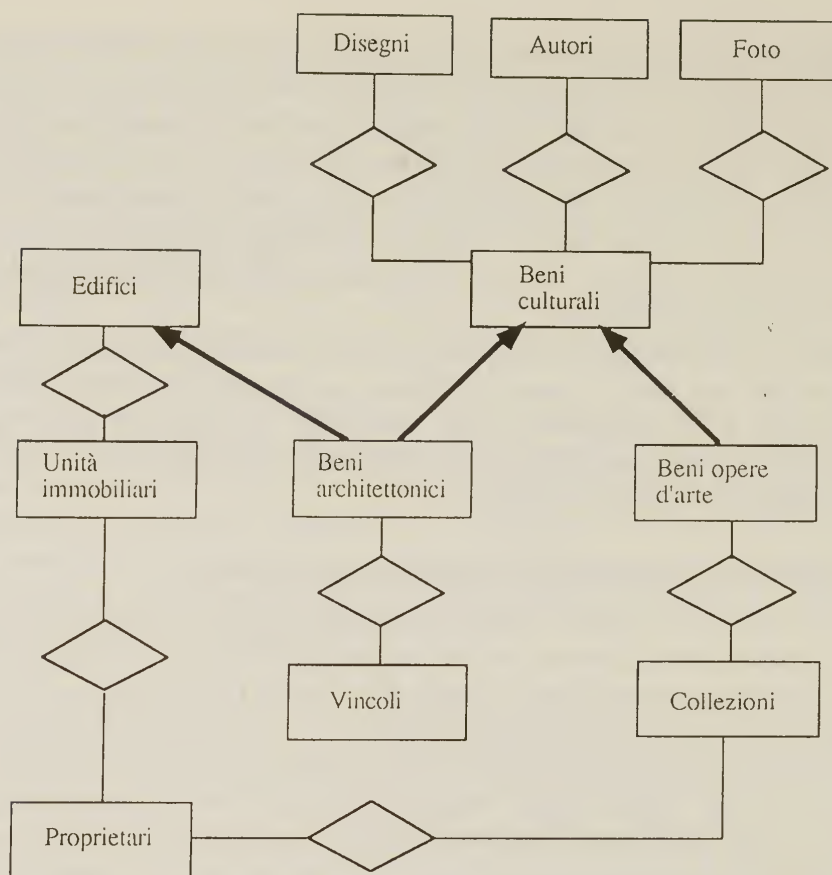 Disegni
Autori
Foto
Edifici
Beni
culturali
Unità
immobiliari
Beni
architettonici
Beni opere
d'arte
Vincoli
Collezioni
Proprietari